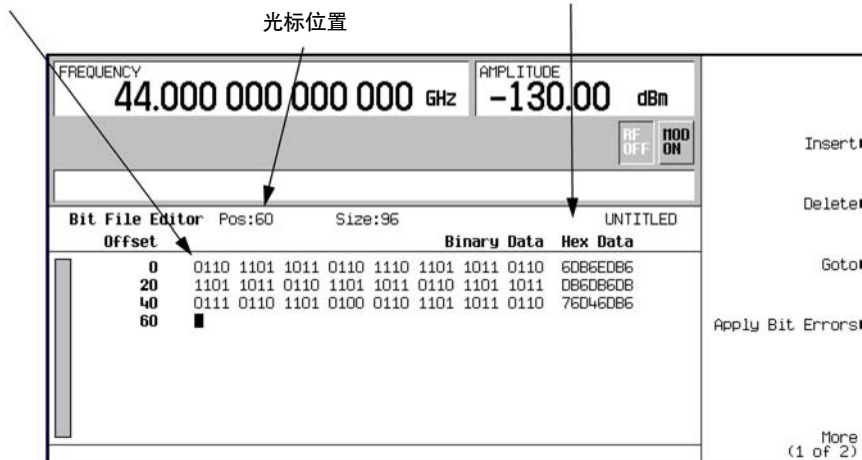 光标位置
FREQUENCY
44.000 000 000 000 GHz
AMPLITUDE
-130.00 dBm
RF OFF
MOD ON
Insert
Delete
Goto
Apply Bit Errors
More
(1 of 2)
Bit File Editor Pos:60 Size:96 UNTITLED
Offset Binary Data Hex Data
0 0110 1101 1011 0110 1110 1101 1011 0110 6DB6EDB6
20 1101 1011 0110 1101 1011 0110 1101 1011 DB6DB6DB
40 0111 0110 1101 0100 0110 1101 1011 0110 76D46DB6
60